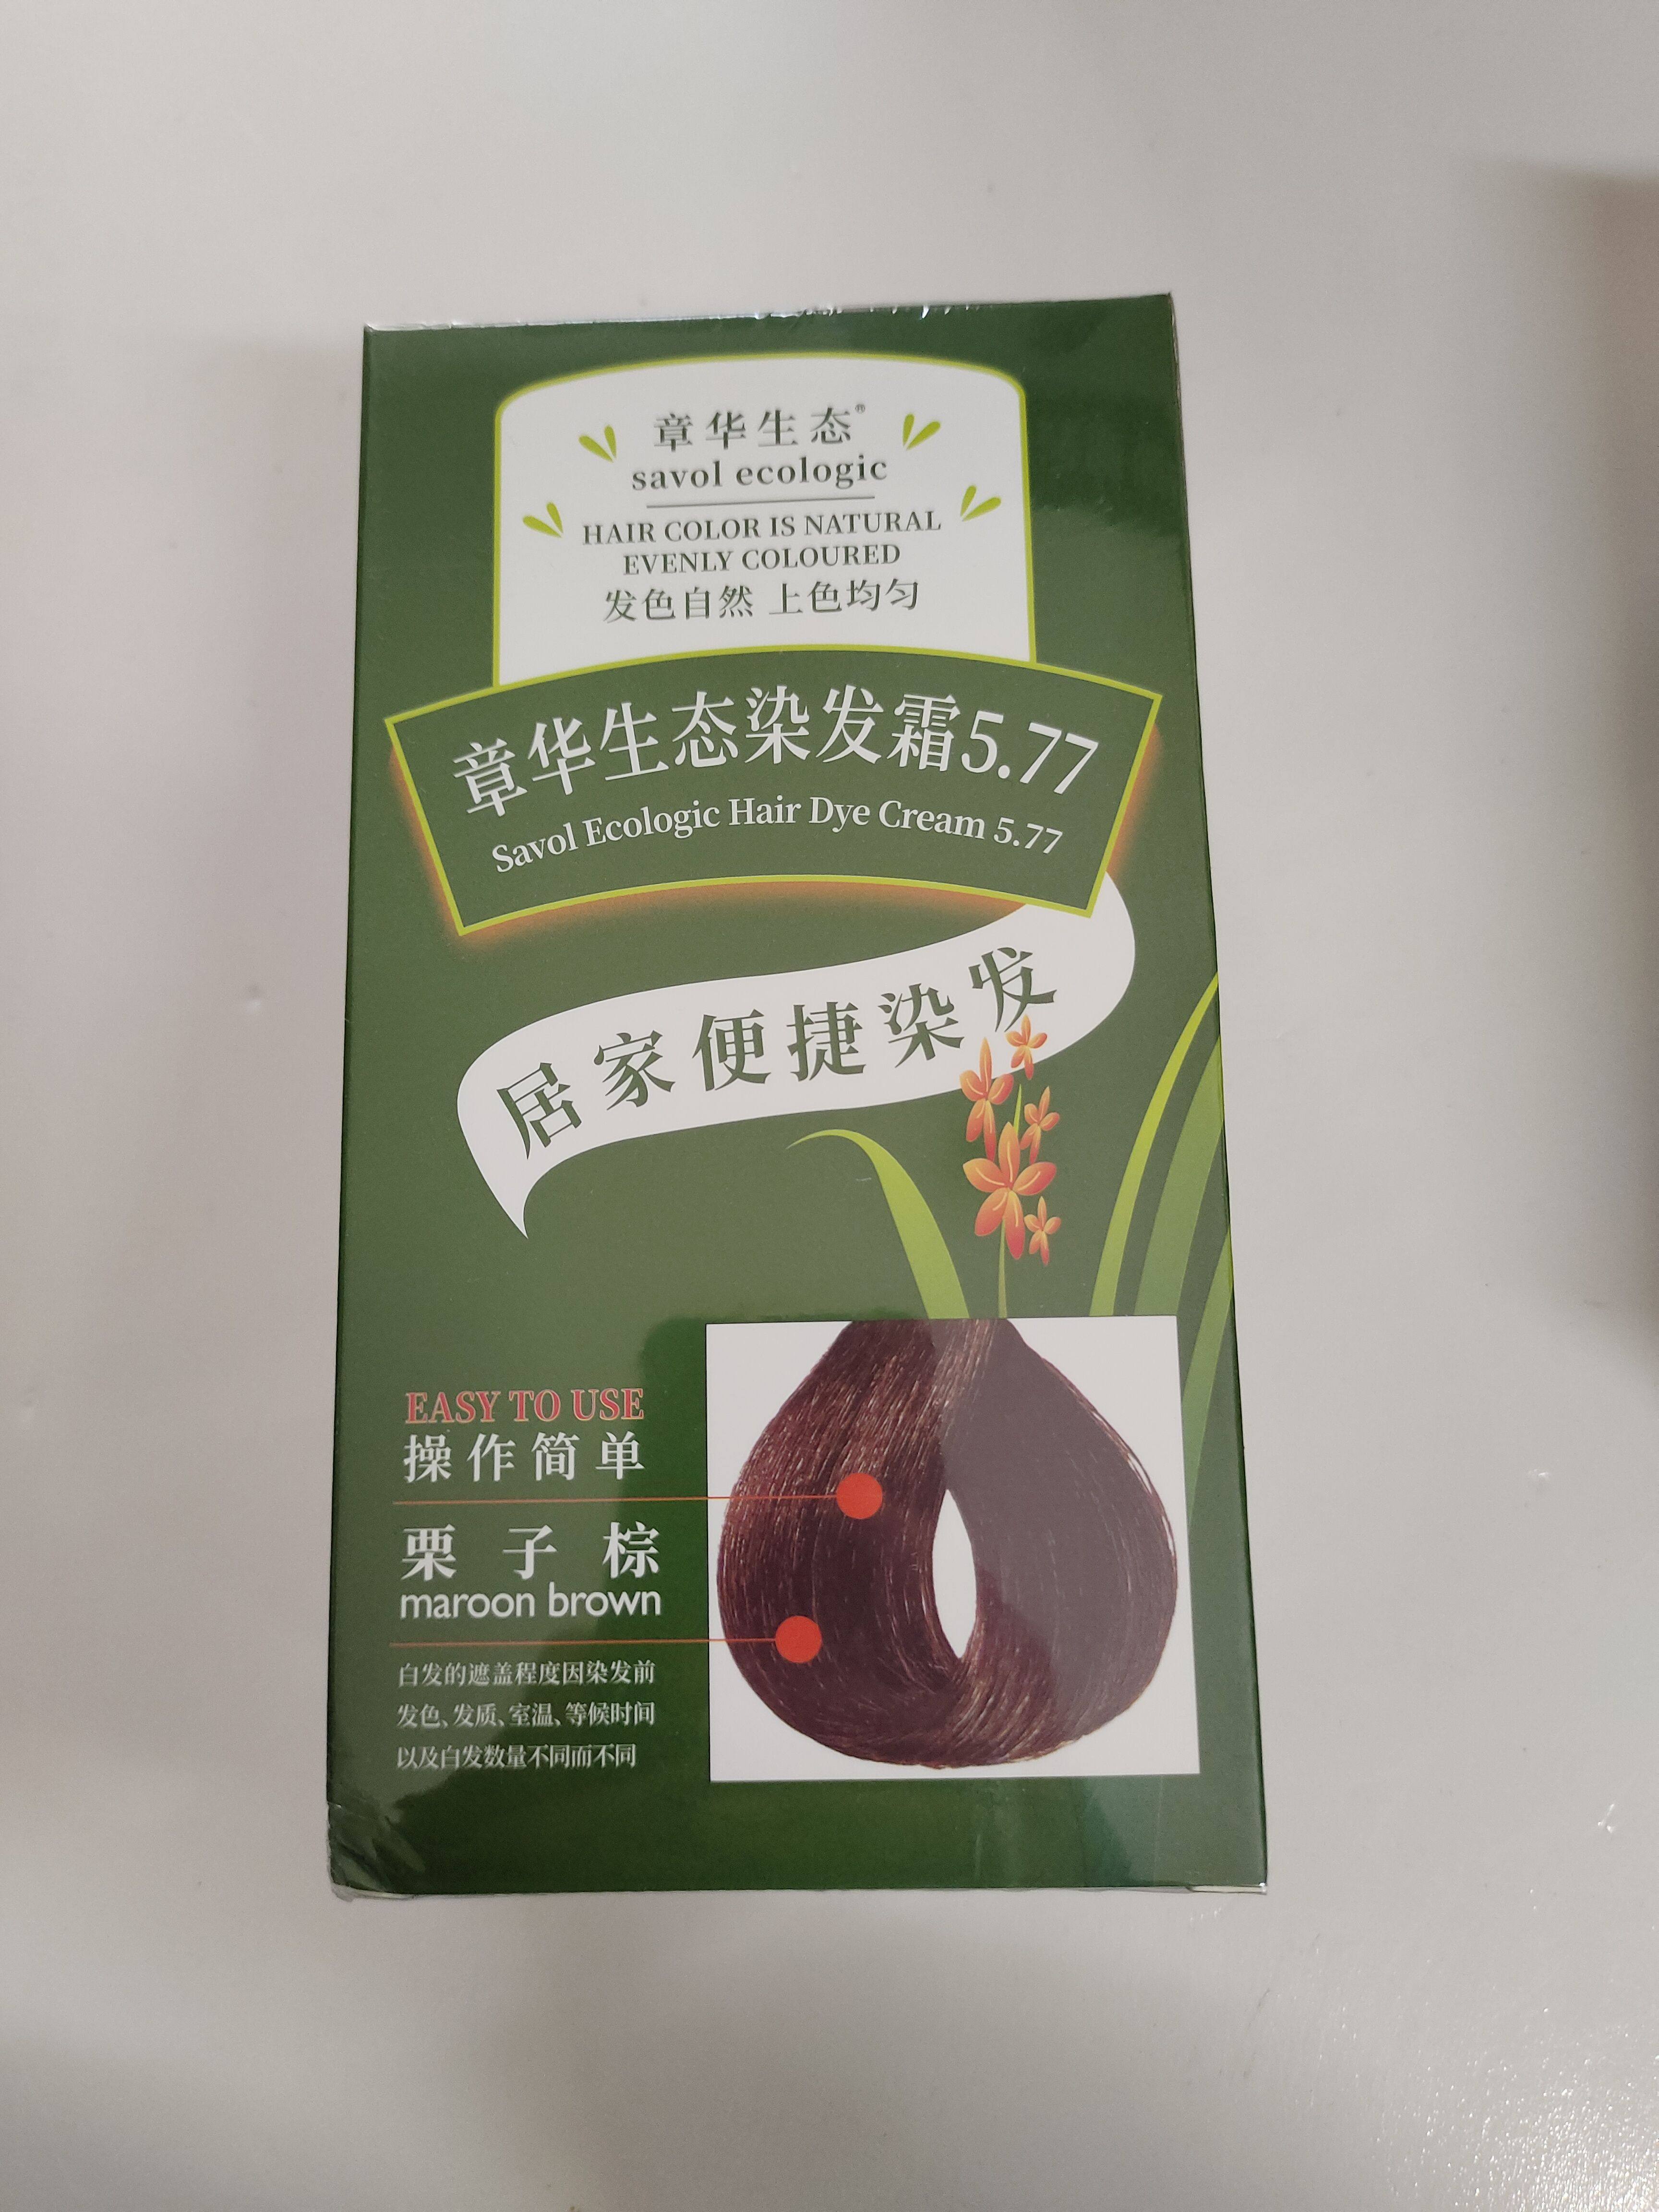 章华生态®
savol ecologic
HAIR COLOR IS NATURAL
EVENLY COLOURED
发色自然 上色均匀
章华生态染发霜5.77
Savol Ecologic Hair Dye Cream 5.77
居家便捷染发
EASY TO USE
操作简单
栗子棕
maroon brown
白发的遮盖程度因染发前
发色、发质、室温、等候时间
以及白发数量不同而不同